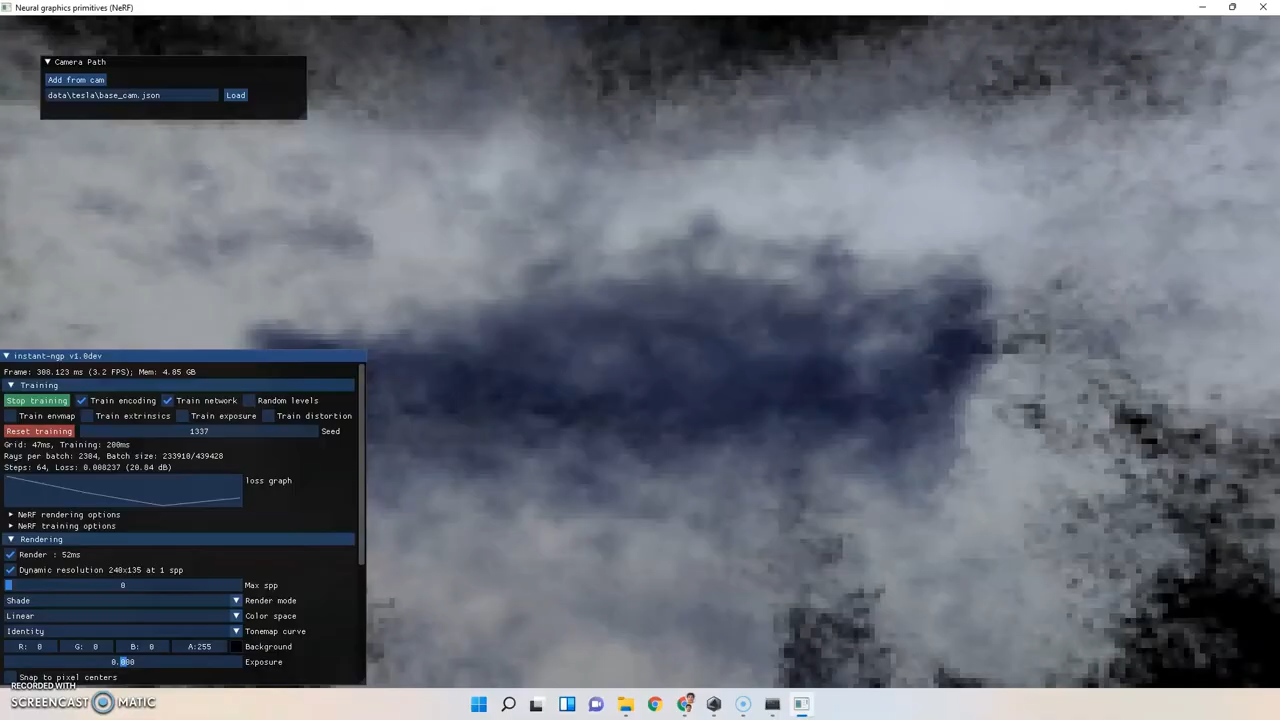 Neural graphics primitives (NeRF)
Camera Path
Add from cam
data\tesla\base_cam.json Load
instant-ngp v1.0dev
Frame: 308.123 ms (3.2 FPS); Mem: 4.85 GB
Training
Stop training Train encoding Train network Random levels
Train envmap Train extrinsics Train exposure Train distortion
Reset training 1337 Seed
Grid: 47ms, Training: 200ms
Rays per batch: 2304, Batch size: 233918/439428
Steps: 64, Loss: 0.008237 (20.84 dB)
loss graph
NeRF rendering options
NeRF training options
Rendering
Render : 52ms
Dynamic resolution 240x135 at 1 spp
0 Max spp
Shade Render mode
Linear Color space
Identity Tonemap curve
R: 0 G: 0 B: 0 A:255 Background
0.000 Exposure
Snap to pixel centers
RECORDED WITH
SCREENCAST MATIC